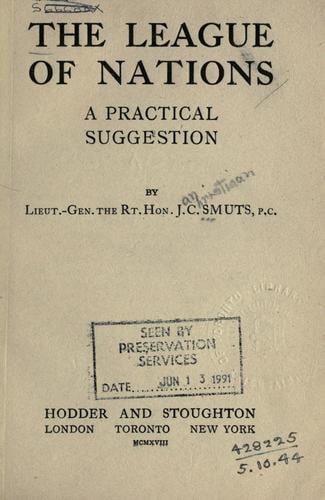 THE LEAGUE
OF NATIONS
A PRACTICAL
SUGGESTION
BY
LIEUT.-GEN. THE RT. HON. J. C. SMUTS, P.C.
SEEN BY
PRESERVATION
SERVICES
DATE JUN 13 1991
HODDER AND STOUGHTON
LONDON TORONTO NEW YORK
MCMXVIII
428225
5.10.44